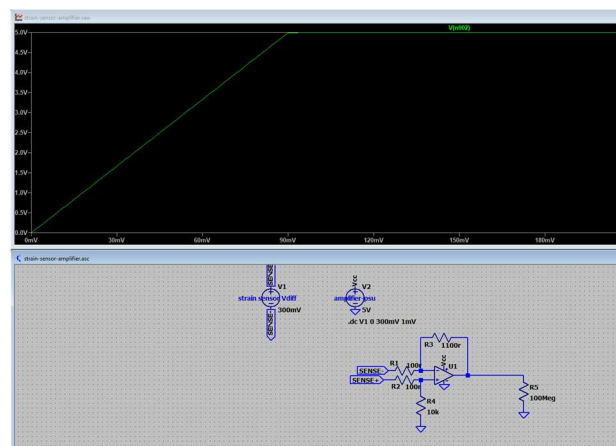 strain-sensor-amplifier.raw
V(n002)
5.0V
4.5V
4.0V
3.5V
3.0V
2.5V
2.0V
1.5V
1.0V
0.5V
0.0V
0mV 30mV 60mV 90mV 120mV 150mV 180mV
strain-sensor-amplifier.asc
SENSE+
V1
strain sensor Vdiff
300mV
SENSE-
Vcc
V2
amplifier psu
5V
.dc V1 0 300mV 1mV
R3
1100r
SENSE-
R1
100r
Vcc
U1
SENSE+
R2
100r
R4
10k
R5
100Meg